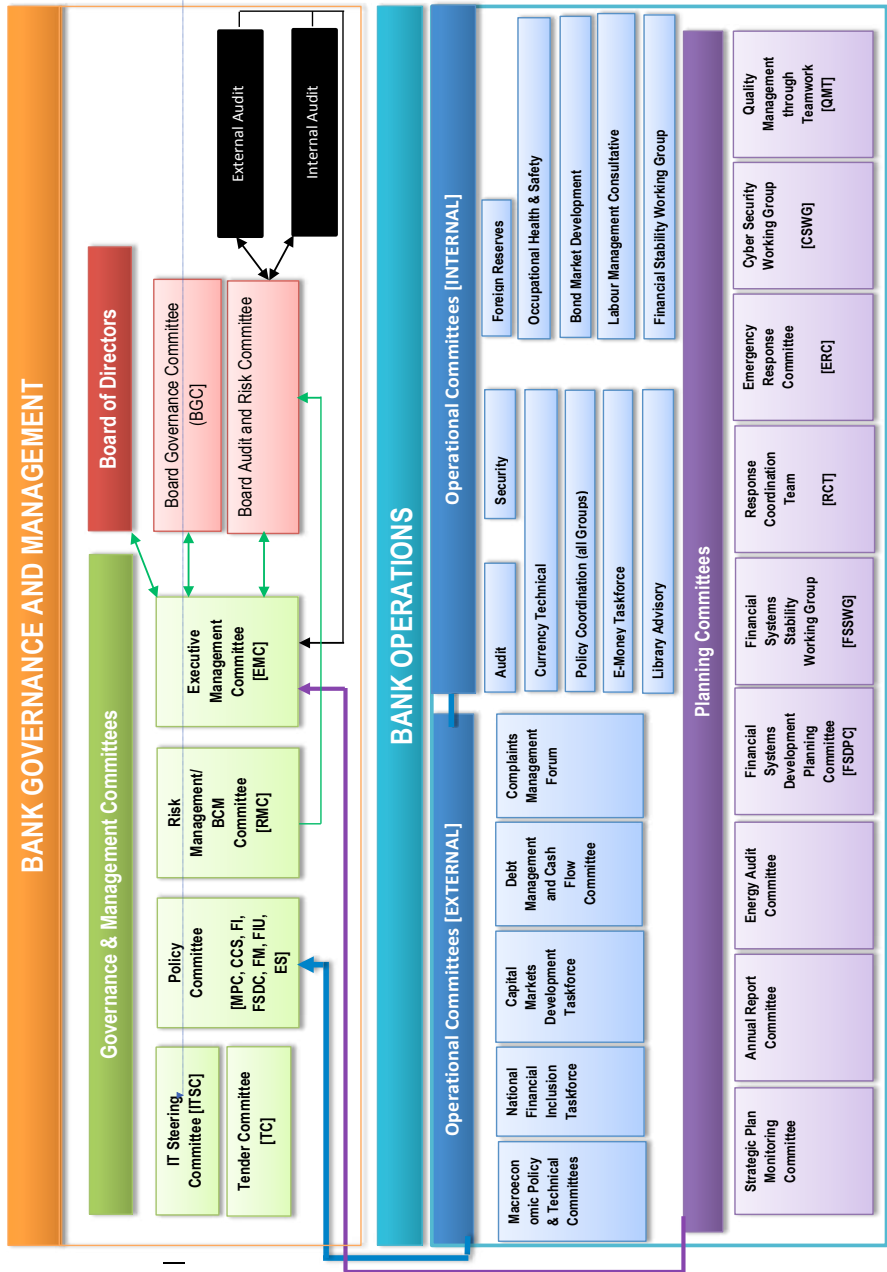 BANK GOVERNANCE AND MANAGEMENT
Governance & Management Committees
Board of Directors
IT Steering
Committee [ITSC]
Tender Committee
[TC]
Policy
Committee
[MPC, CCS, FI,
FSDC, FM, FIU,
ES]
Risk
Management/
BCM
Committee
[RMC]
Executive
Management
Committee
[EMC]
Board Governance Committee
(BGC)
Board Audit and Risk Committee
External Audit
Internal Audit
BANK OPERATIONS
Operational Committees [EXTERNAL]
Operational Committees [INTERNAL]
Macroecon
omic Policy
& Technical
Committees
National
Financial
Inclusion
Taskforce
Capital
Markets
Development
Taskforce
Debt
Management
and Cash
Flow
Committee
Complaints
Management
Forum
Audit
Security
Foreign Reserves
Currency Technical
Occupational Health & Safety
Policy Coordination (all Groups)
Bond Market Development
E-Money Taskforce
Labour Management Consultative
Library Advisory
Financial Stability Working Group
Planning Committees
Strategic Plan
Monitoring
Committee
Annual Report
Committee
Energy Audit
Committee
Financial
Systems
Development
Planning
Committee
[FSDPC]
Financial
Systems
Stability
Working Group
[FSSWG]
Response
Coordination
Team
[RCT]
Emergency
Response
Committee
[ERC]
Cyber Security
Working Group
[CSWG]
Quality
Management
through
Teamwork
[QMT]